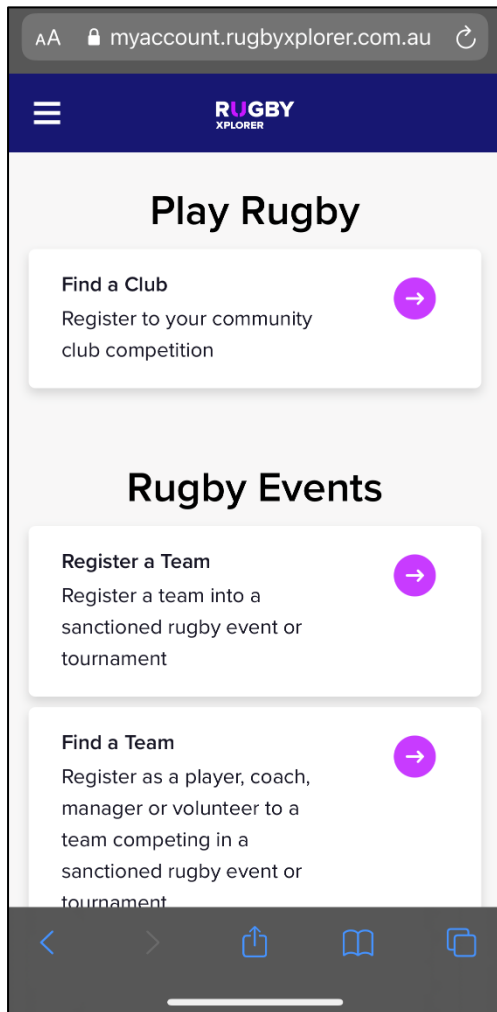 AA myaccount.rugbyxplorer.com.au
RUGBY
XPLORER
Play Rugby
Find a Club
Register to your community
club competition
Rugby Events
Register a Team
Register a team into a
sanctioned rugby event or
tournament
Find a Team
Register as a player, coach,
manager or volunteer to a
team competing in a
sanctioned rugby event or
tournament